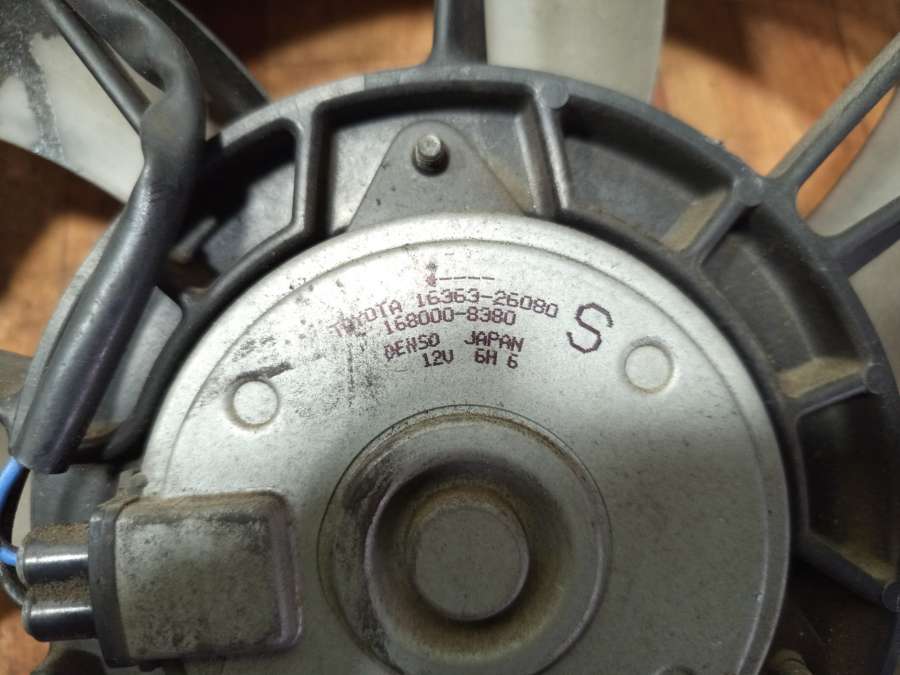 TOYOTA 16363-26080
168000-8380
DENSO JAPAN
12V 6H 6
S